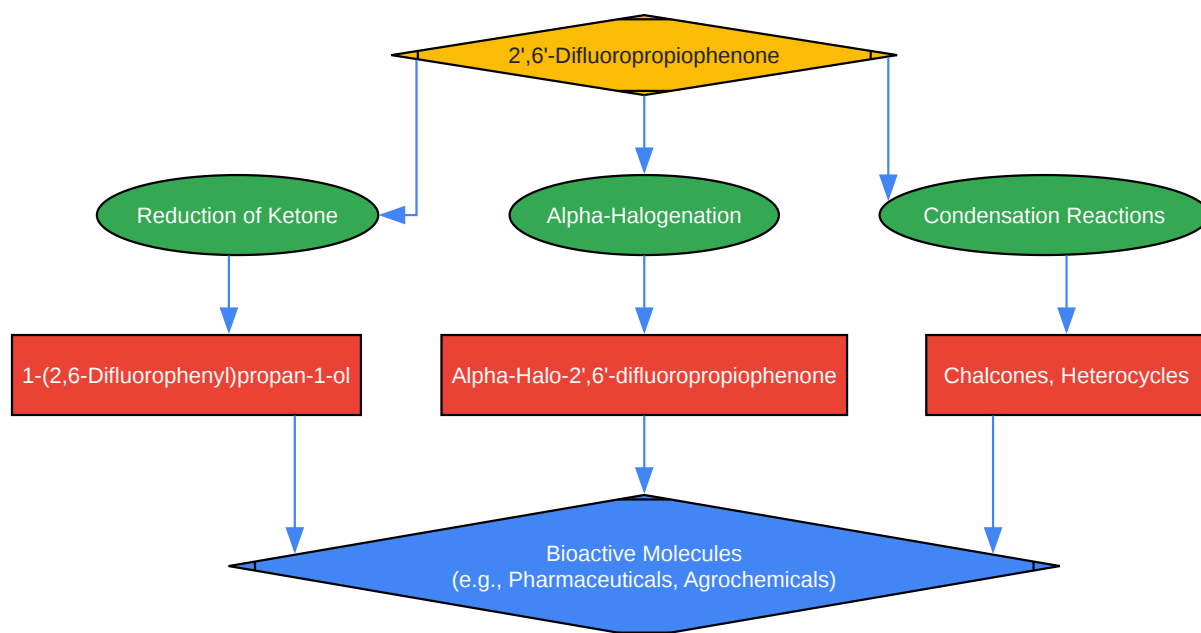 2',6'-Difluoropropiophenone
Reduction of Ketone
Alpha-Halogenation
Condensation Reactions
1-(2,6-Difluorophenyl)propan-1-ol
Alpha-Halo-2',6'-difluoropropiophenone
Chalcones, Heterocycles
Bioactive Molecules
(e.g., Pharmaceuticals, Agrochemicals)